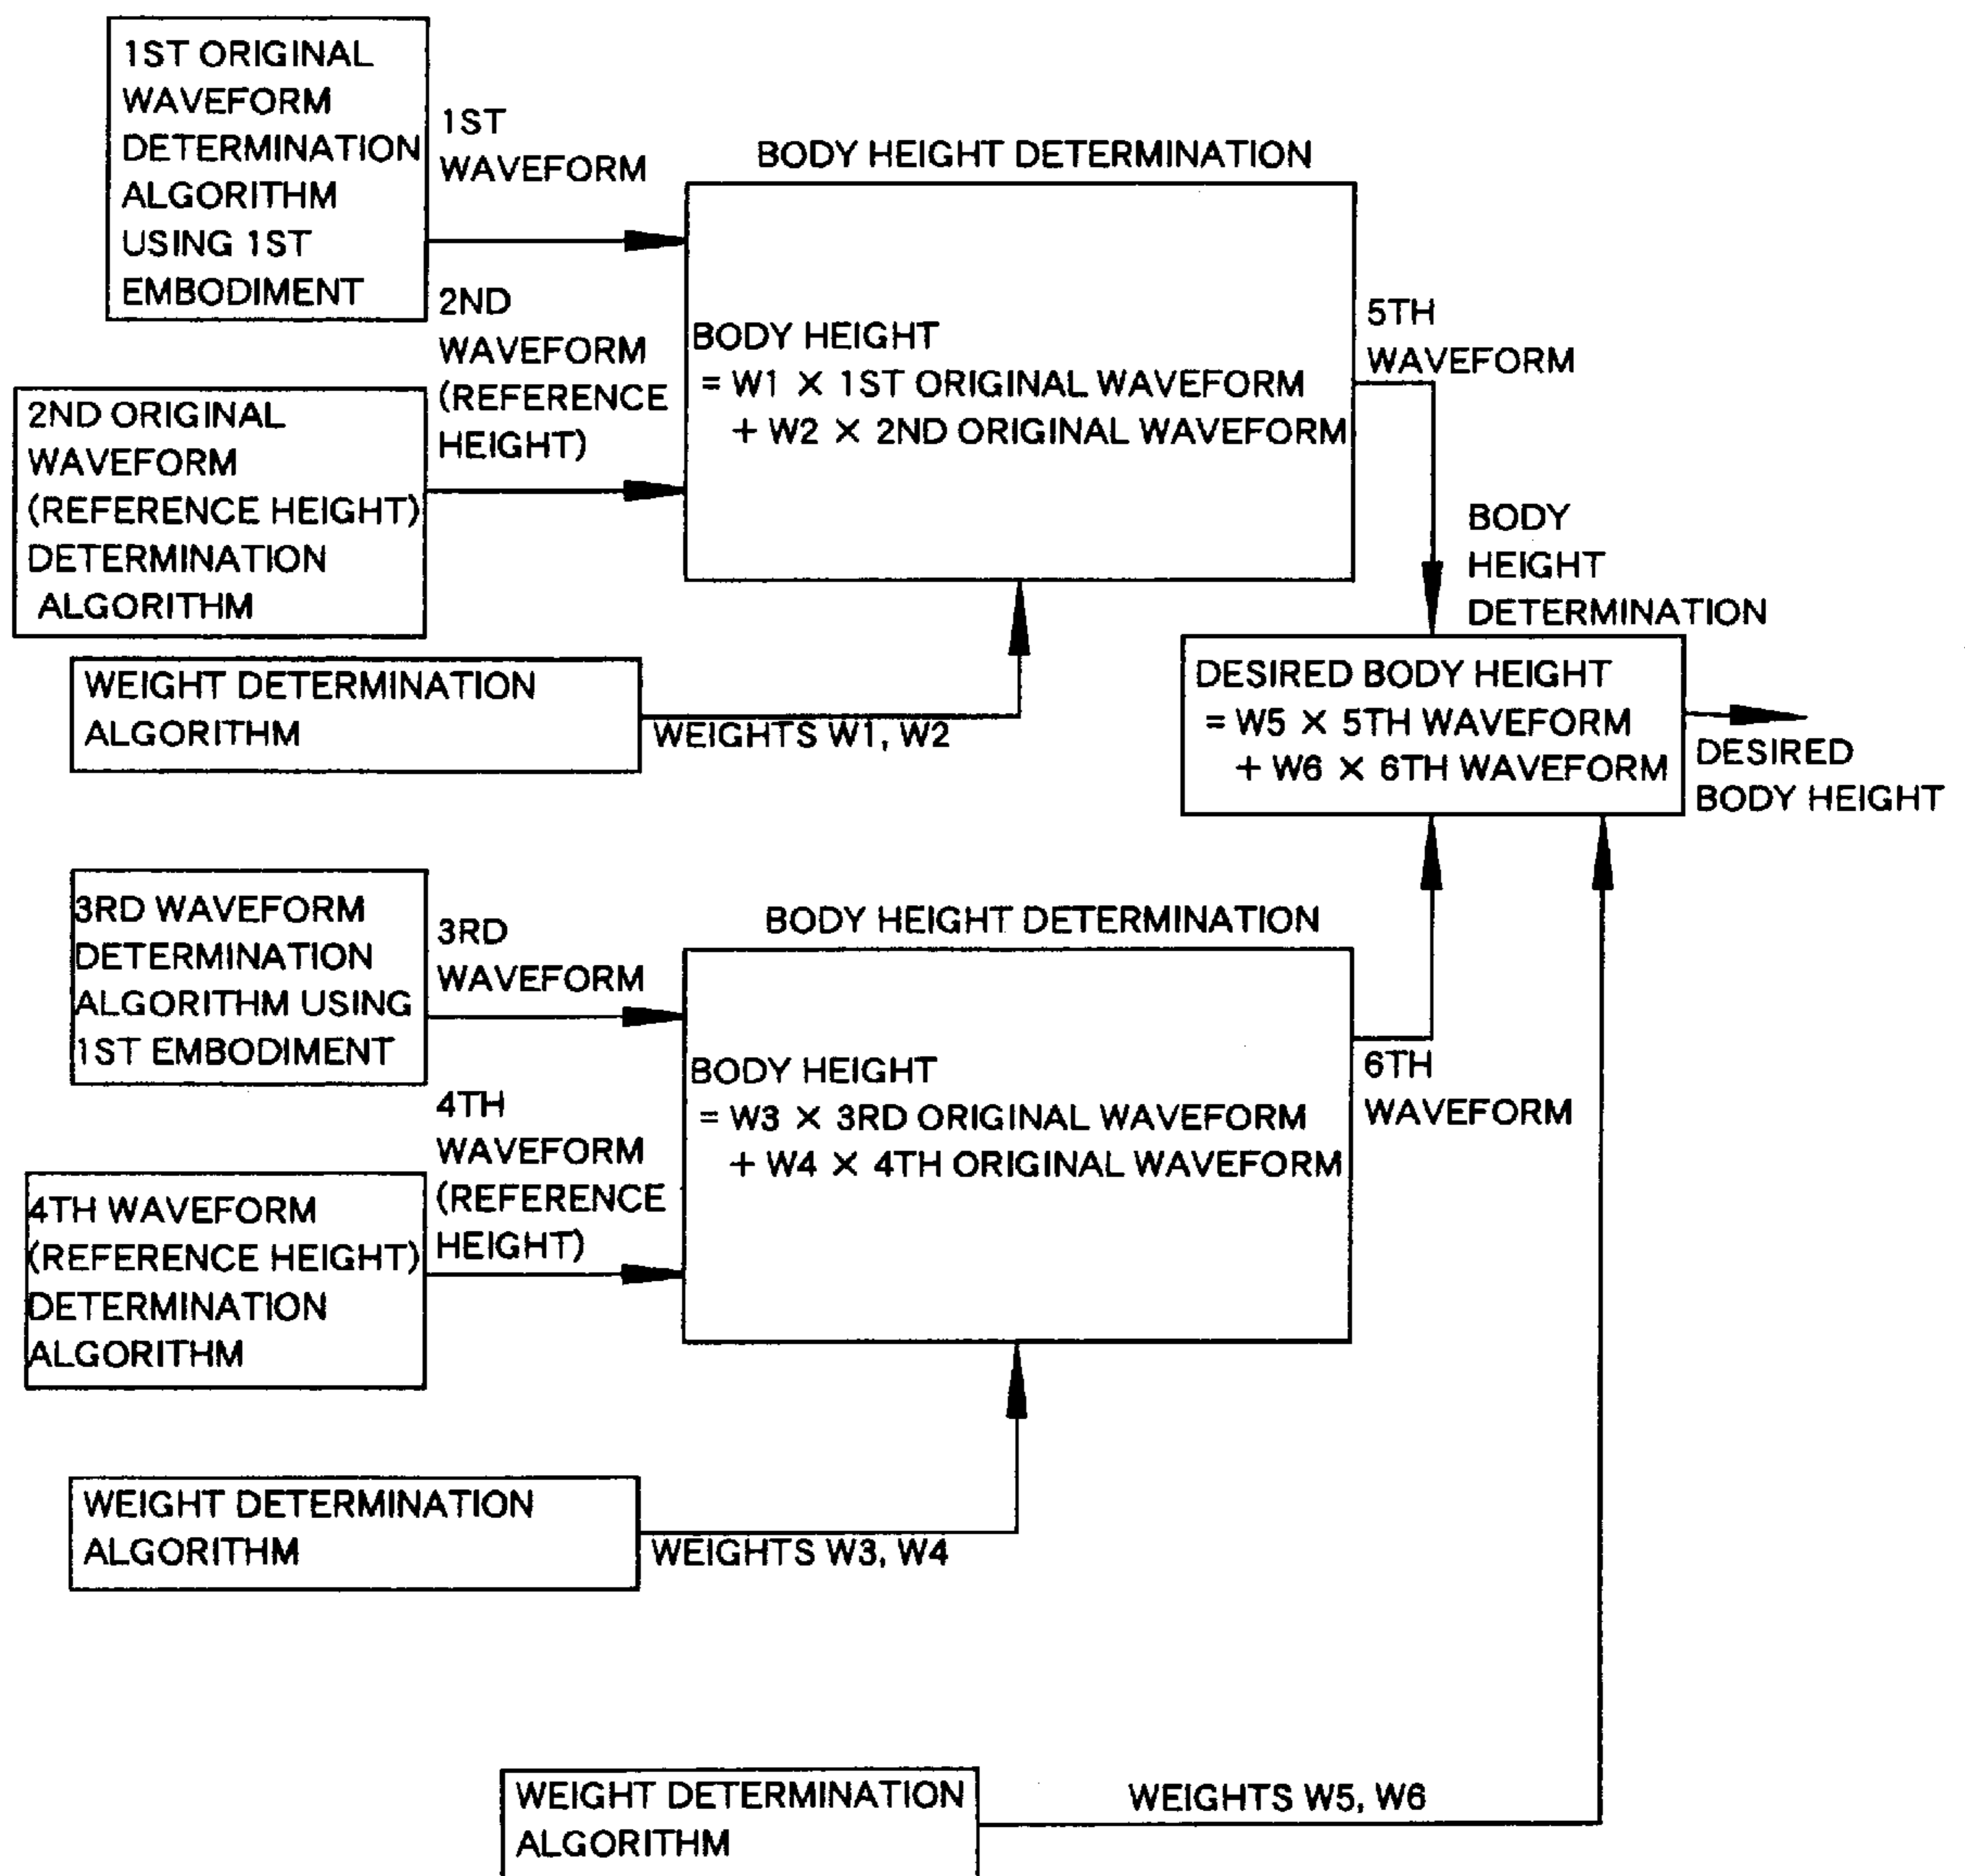 1ST ORIGINAL
WAVEFORM
DETERMINATION
ALGORITHM
USING 1ST
EMBODIMENT
1ST
WAVEFORM
2ND
WAVEFORM
(REFERENCE
HEIGHT)
2ND ORIGINAL
WAVEFORM
(REFERENCE HEIGHT)
DETERMINATION
ALGORITHM
WEIGHT DETERMINATION
ALGORITHM
WEIGHTS W1, W2
BODY HEIGHT DETERMINATION
BODY HEIGHT
= W1 × 1ST ORIGINAL WAVEFORM
+ W2 × 2ND ORIGINAL WAVEFORM
5TH
WAVEFORM
BODY
HEIGHT
DETERMINATION
DESIRED BODY HEIGHT
= W5 × 5TH WAVEFORM
+ W6 × 6TH WAVEFORM
DESIRED
BODY HEIGHT
3RD WAVEFORM
DETERMINATION
ALGORITHM USING
1ST EMBODIMENT
3RD
WAVEFORM
4TH
WAVEFORM
(REFERENCE
HEIGHT)
4TH WAVEFORM
(REFERENCE HEIGHT)
DETERMINATION
ALGORITHM
BODY HEIGHT DETERMINATION
BODY HEIGHT
= W3 × 3RD ORIGINAL WAVEFORM
+ W4 × 4TH ORIGINAL WAVEFORM
6TH
WAVEFORM
WEIGHT DETERMINATION
ALGORITHM
WEIGHTS W3, W4
WEIGHT DETERMINATION
ALGORITHM
WEIGHTS W5, W6